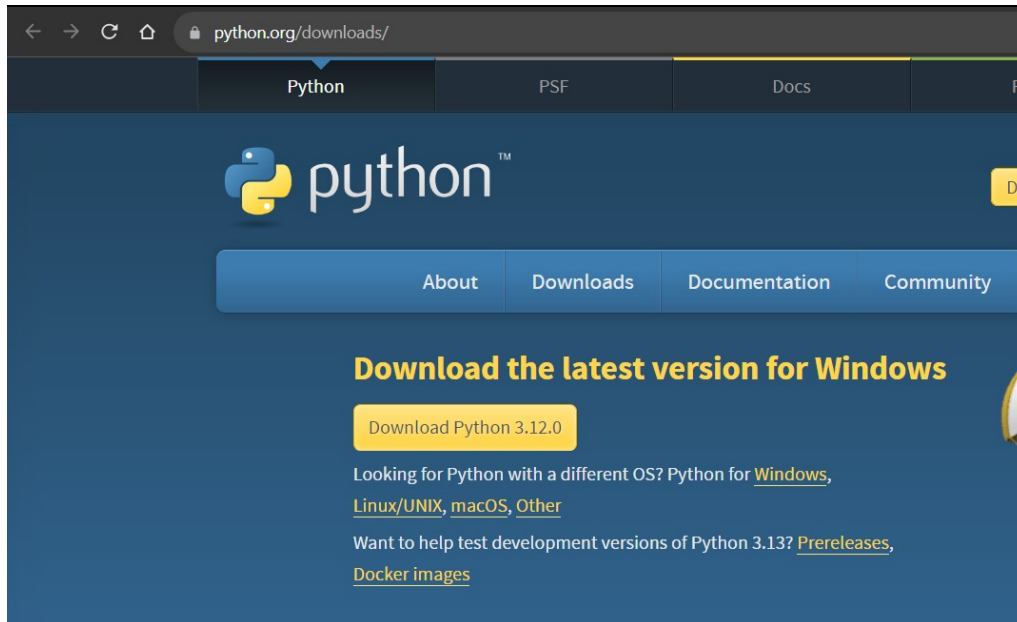 python.org/downloads/
Python PSF Docs
python™
About Downloads Documentation Community
Download the latest version for Windows
Download Python 3.12.0
Looking for Python with a different OS? Python for Windows,
Linux/UNIX, macOS, Other
Want to help test development versions of Python 3.13? Prereleases,
Docker images